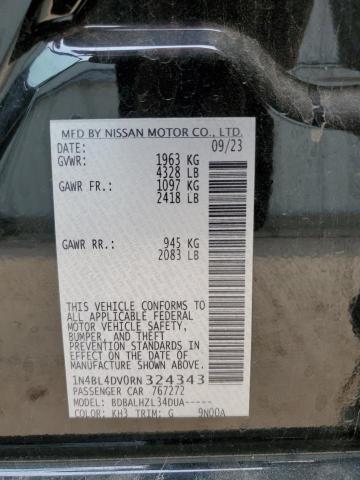 MFD BY NISSAN MOTOR CO., LTD.
DATE: 09/23
GVWR: 1963 KG
4328 LB
GAWR FR.: 1097 KG
2418 LB
GAWR RR.: 945 KG
2083 LB
THIS VEHICLE CONFORMS TO
ALL APPLICABLE FEDERAL
MOTOR VEHICLE SAFETY,
BUMPER, AND THEFT
PREVENTION STANDARDS IN
EFFECT ON THE DATE OF
MANUFACTURE SHOWN ABOVE.
1N4BL4DV0RN324343
PASSENGER CAR 767272
MODEL: BDBALHZL34DUA-----
COLOR: KH3 TRIM: G 9N00A